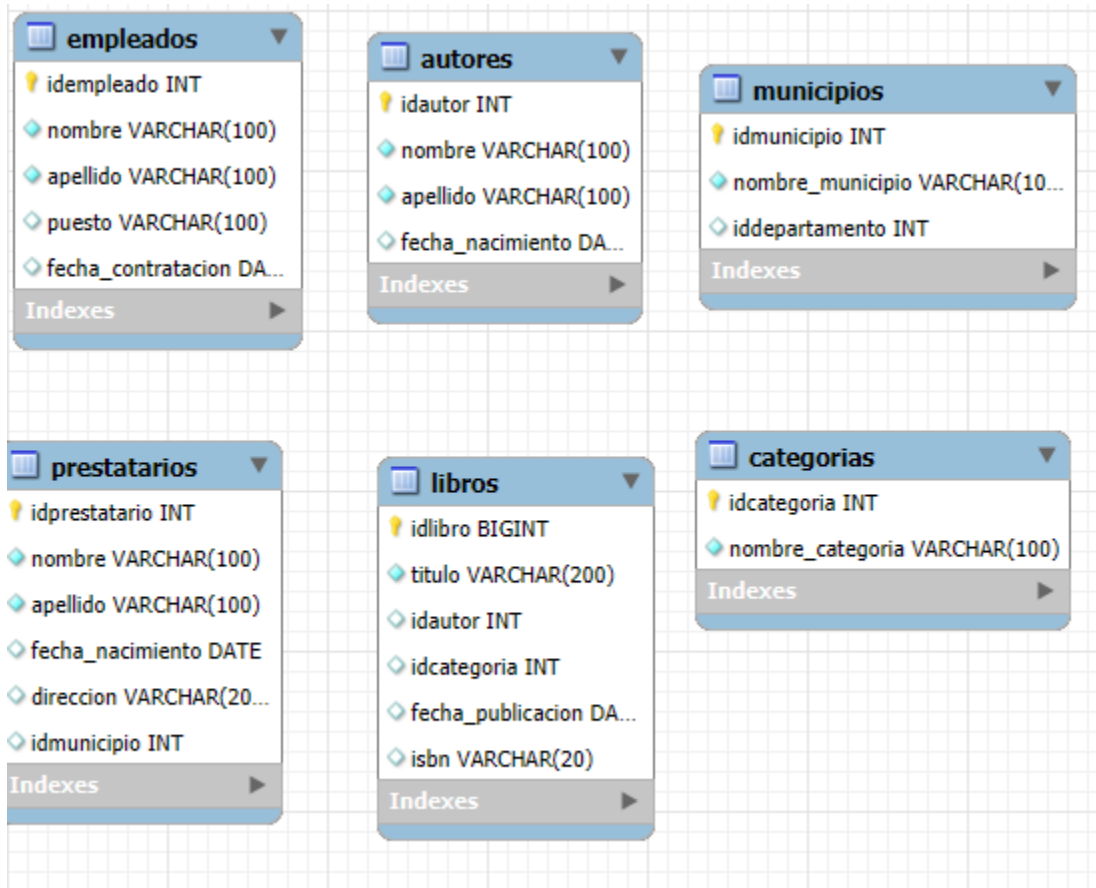 empleados
idempleado INT
nombre VARCHAR(100)
apellido VARCHAR(100)
puesto VARCHAR(100)
fecha_contratacion DA...
Indexes
autores
idautor INT
nombre VARCHAR(100)
apellido VARCHAR(100)
fecha_nacimiento DA...
Indexes
municipios
idmunicipio INT
nombre_municipio VARCHAR(10...
iddepartamento INT
Indexes
prestatarios
idprestatario INT
nombre VARCHAR(100)
apellido VARCHAR(100)
fecha_nacimiento DATE
direccion VARCHAR(20...
idmunicipio INT
Indexes
libros
idlibro BIGINT
titulo VARCHAR(200)
idautor INT
idcategoria INT
fecha_publicacion DA...
isbn VARCHAR(20)
Indexes
categorias
idcategoria INT
nombre_categoria VARCHAR(100)
Indexes